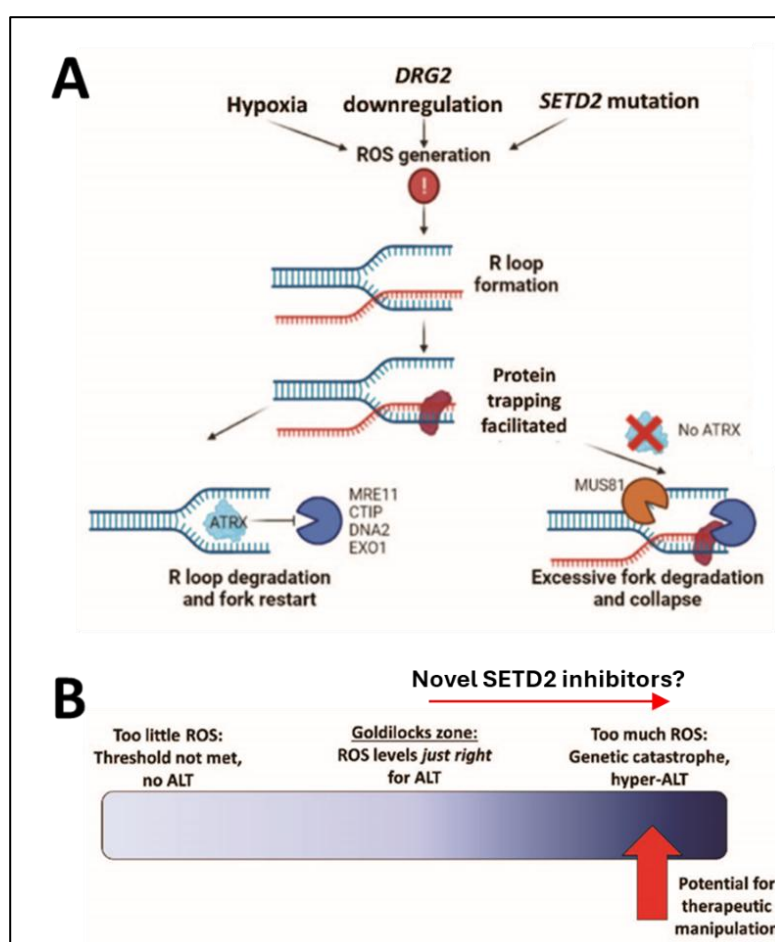 A
Hypoxia
DRG2
downregulation
SETD2 mutation
ROS generation
!
R loop
formation
Protein
trapping
facilitated
No ATRX
ATRX
MRE11
CTIP
DNA2
EXO1
MUS81
R loop degradation
and fork restart
Excessive fork degradation
and collapse
B
Novel SETD2 inhibitors?
Too little ROS:
Threshold not met,
no ALT
Goldilocks zone:
ROS levels just right
for ALT
Too much ROS:
Genetic catastrophe,
hyper-ALT
Potential for
therapeutic
manipulation